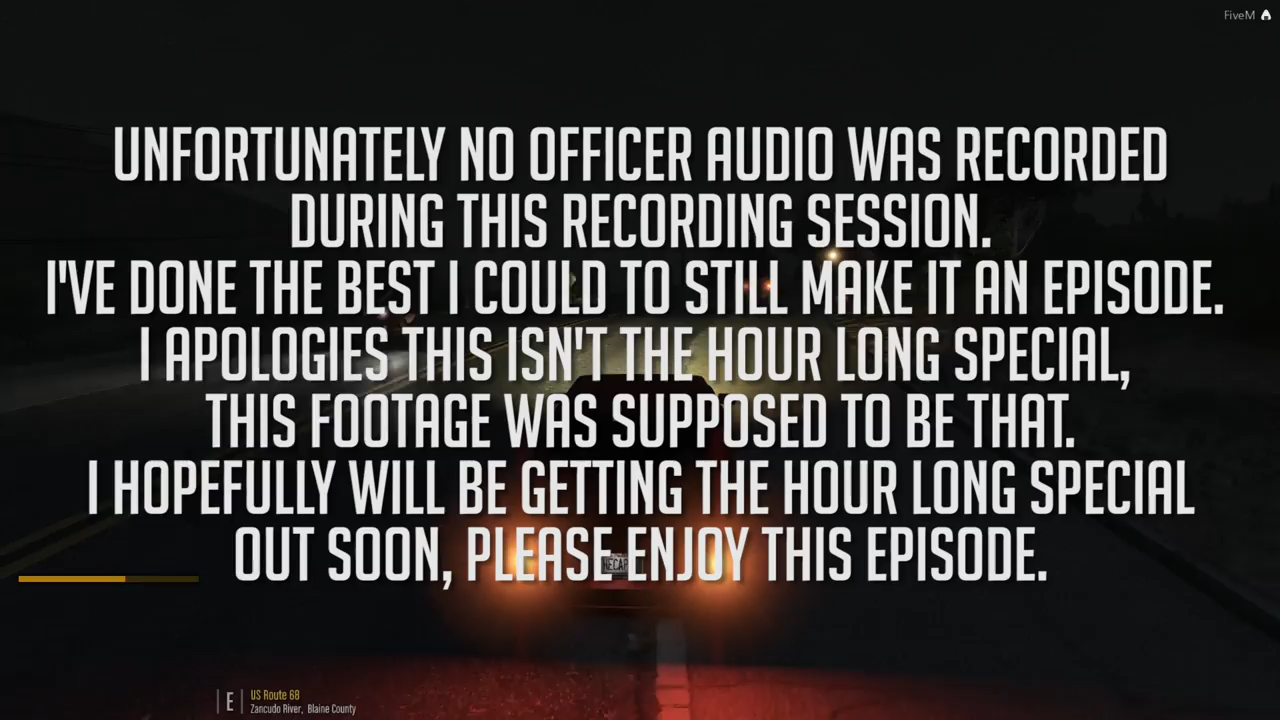 FiveM
UNFORTUNATELY NO OFFICER AUDIO WAS RECORDED
DURING THIS RECORDING SESSION.
I'VE DONE THE BEST I COULD TO STILL MAKE IT AN EPISODE.
I APOLOGIES THIS ISN'T THE HOUR LONG SPECIAL,
THIS FOOTAGE WAS SUPPOSED TO BE THAT.
I HOPEFULLY WILL BE GETTING THE HOUR LONG SPECIAL
OUT SOON, PLEASE ENJOY THIS EPISODE.
E
US Route 68
Zancudo River, Blaine County